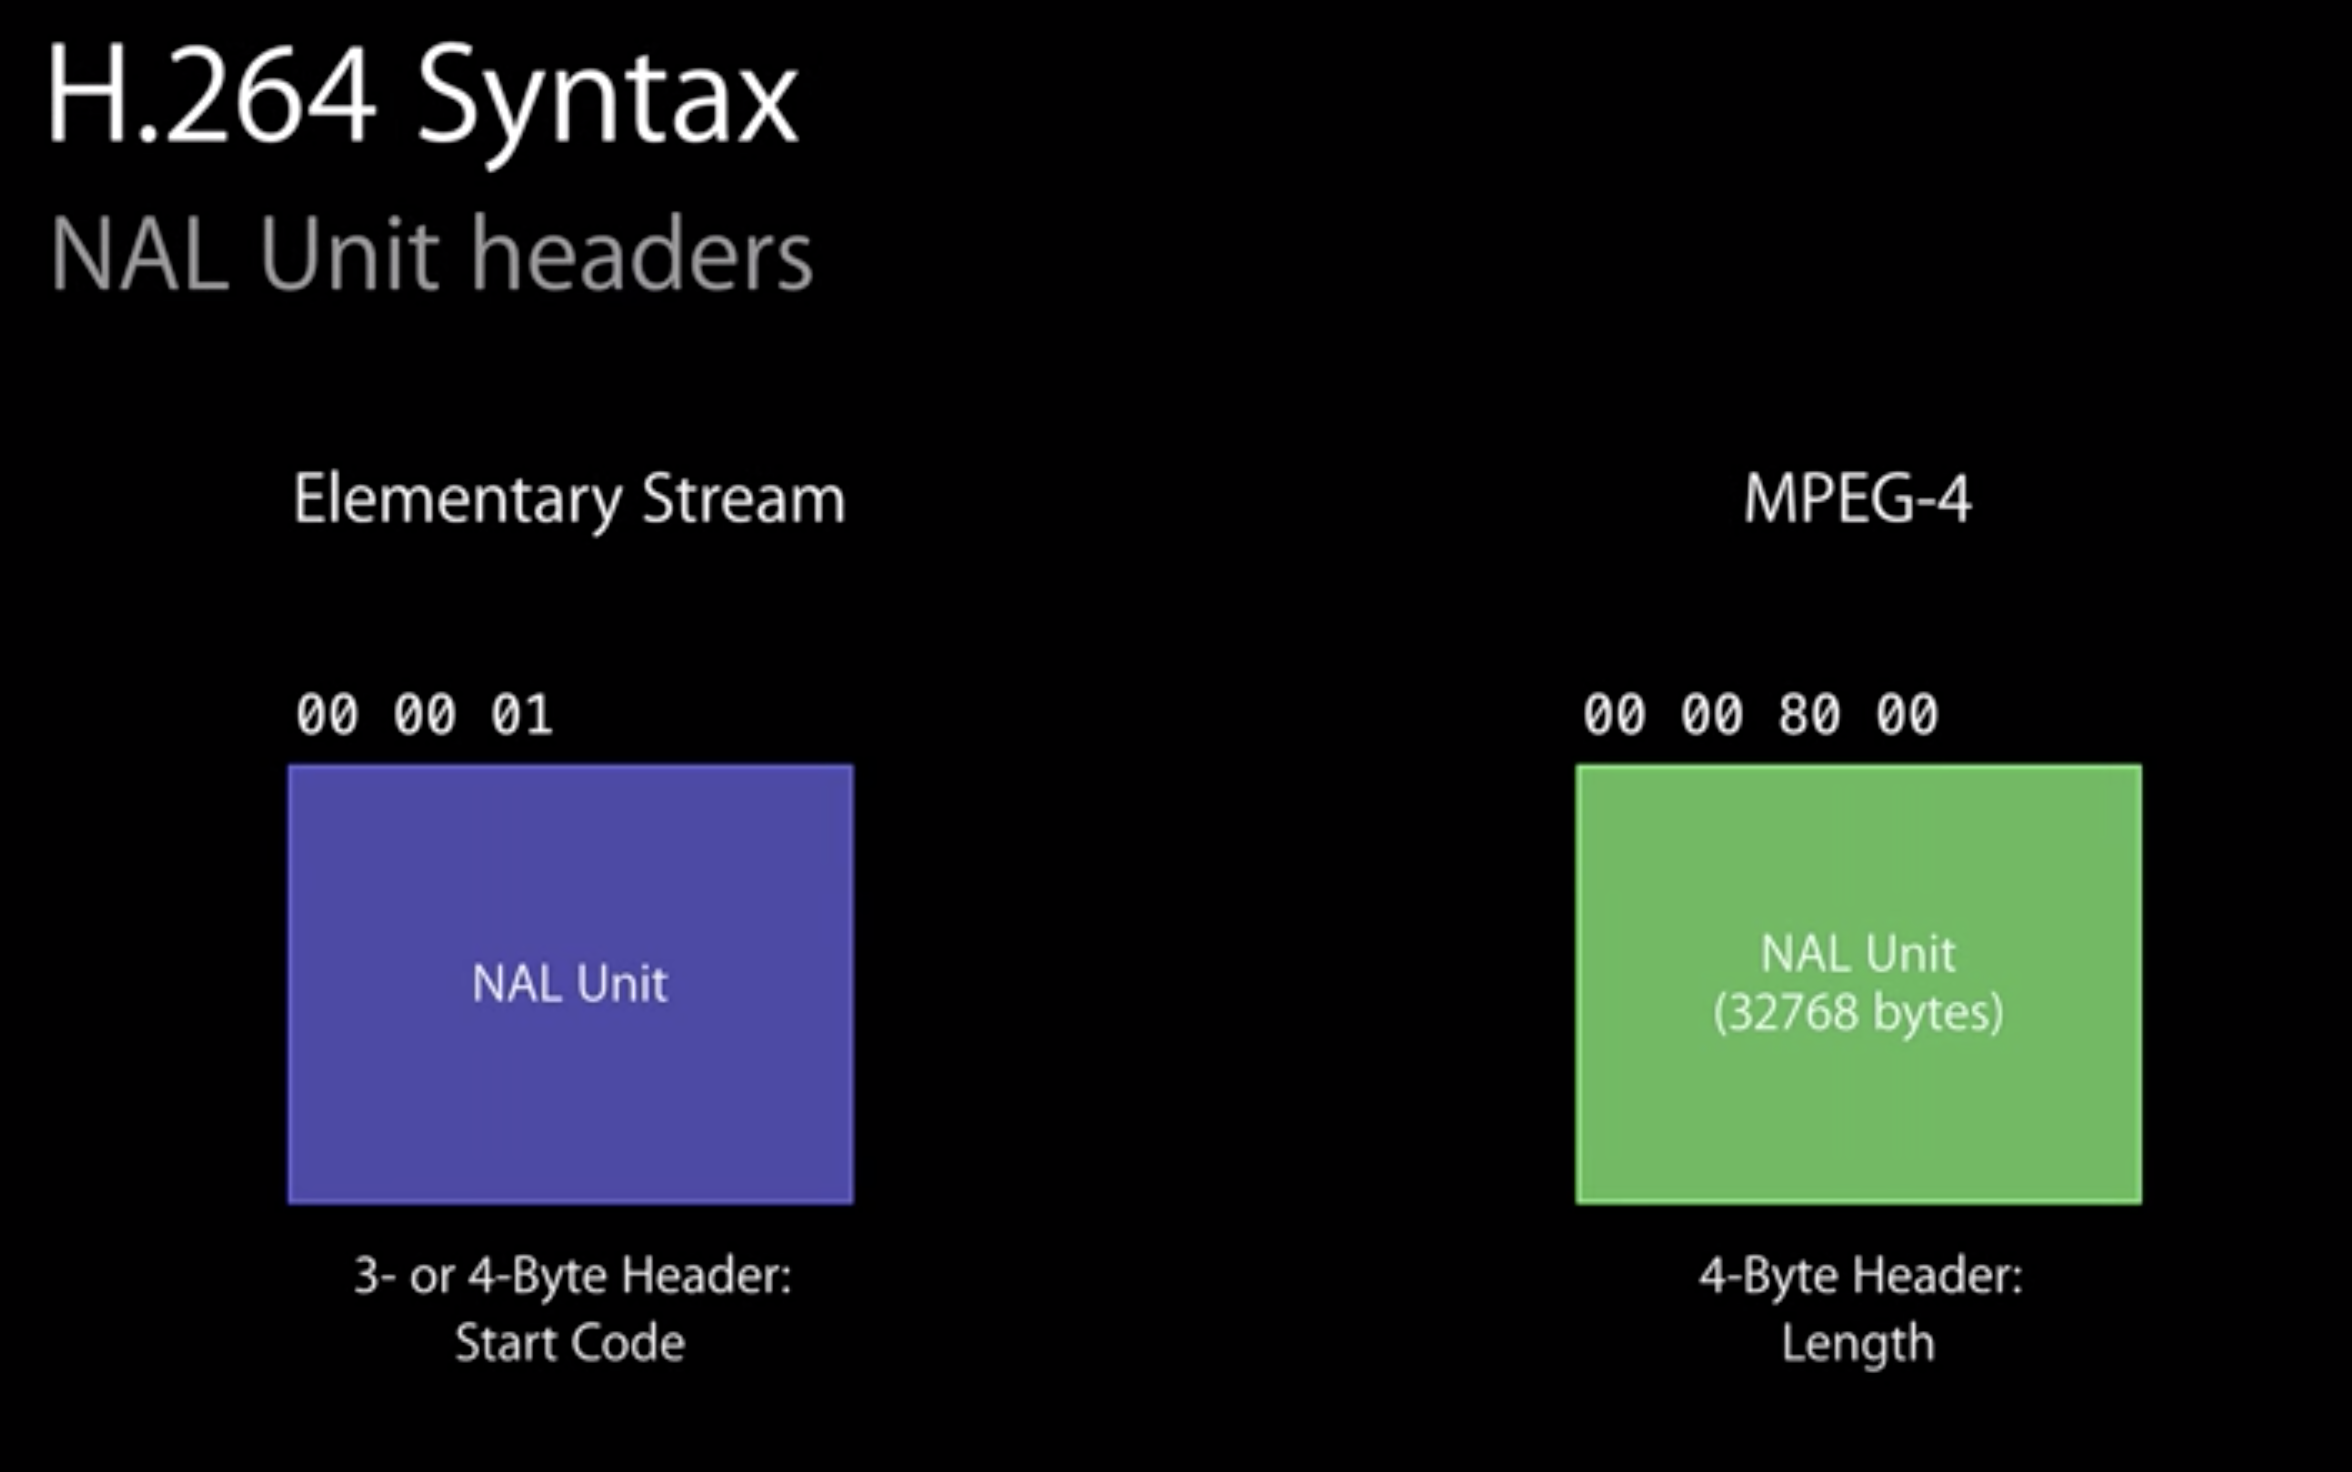 H.264 Syntax
NAL Unit headers
Elementary Stream
00 00 01
NAL Unit
3- or 4-Byte Header:
Start Code
MPEG-4
00 00 80 00
NAL Unit
(32768 bytes)
4-Byte Header:
Length